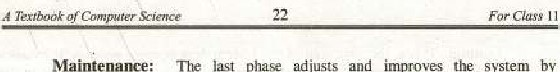 A Textbook of Computer Science 22 For Class 11
Maintenance: The last phase adjusts and improves the system by